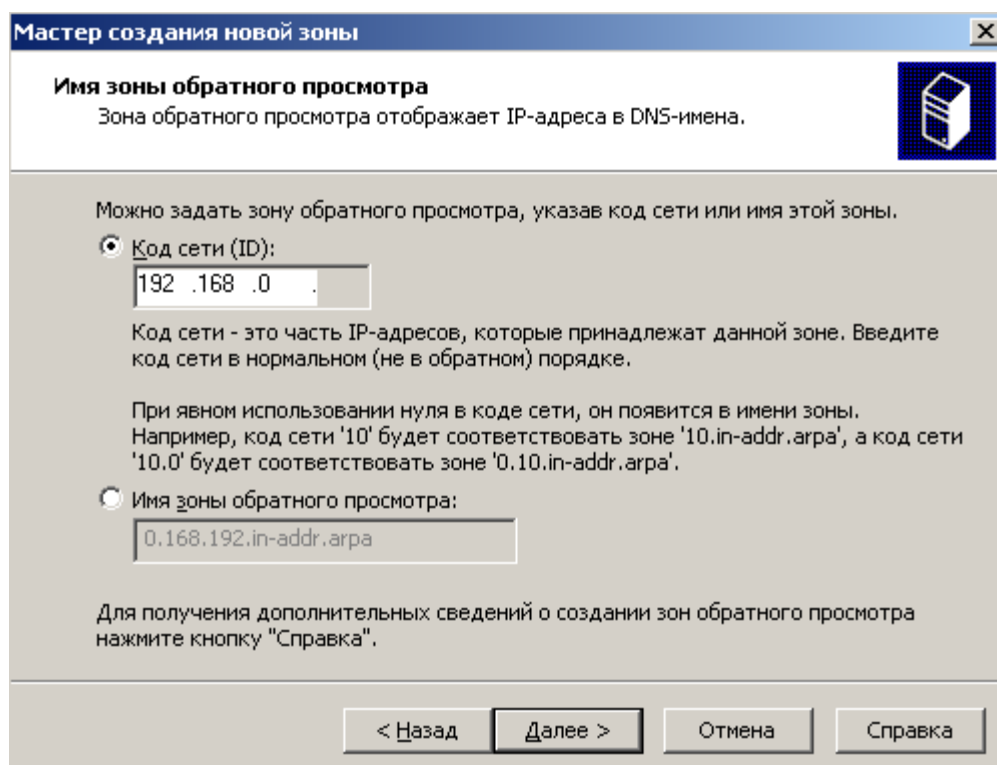 Мастер создания новой зоны
Имя зоны обратного просмотра
Зона обратного просмотра отображает IP-адреса в DNS-имена.
Можно задать зону обратного просмотра, указав код сети или имя этой зоны.
Код сети (ID):
192 .168 .0 .
Код сети - это часть IP-адресов, которые принадлежат данной зоне. Введите
код сети в нормальном (не в обратном) порядке.
При явном использовании нуля в коде сети, он появится в имени зоны.
Например, код сети '10' будет соответствовать зоне '10.in-addr.arpa', а код сети
'10.0' будет соответствовать зоне '0.10.in-addr.arpa'.
Имя зоны обратного просмотра:
0.168.192.in-addr.arpa
Для получения дополнительных сведений о создании зон обратного просмотра
нажмите кнопку "Справка".
< Назад Далее > Отмена Справка